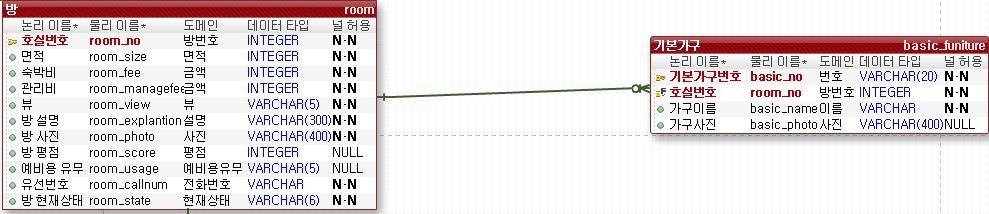 방 room
논리 이름* 물리 이름* 도메인 데이터 타입 널 허용
호실번호 room_no 방번호 INTEGER N-N
면적 room_size 면적 INTEGER N-N
숙박비 room_fee 금액 INTEGER N-N
관리비 room_managefee 금액 INTEGER N-N
뷰 room_view 뷰 VARCHAR(5) N-N
방 설명 room_explantion 설명 VARCHAR(300) N-N
방 사진 room_photo 사진 VARCHAR(400) N-N
방 평점 room_score 평점 INTEGER NULL
예비용 유무 room_usage 예비용유무 VARCHAR(5) NULL
유선번호 room_callnum 전화번호 VARCHAR N-N
방 현재상태 room_state 현재상태 VARCHAR(6) N-N
기본가구 basic_funiture
논리 이름* 물리 이름* 도메인 데이터 타입 널 허용
기본가구번호 basic_no 번호 VARCHAR(20) N-N
호실번호 room_no 방번호 INTEGER N-N
가구이름 basic_name 이름 VARCHAR N-N
가구사진 basic_photo 사진 VARCHAR(400) NULL